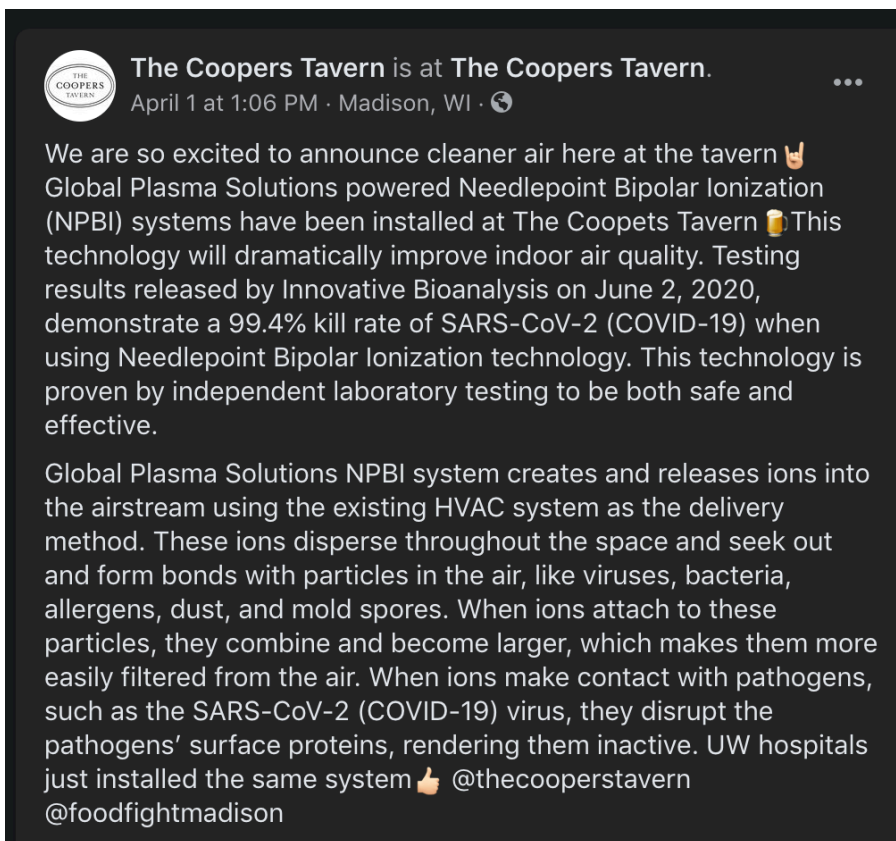 THE
COOPERS
TAVERN
The Coopers Tavern is at The Coopers Tavern.
April 1 at 1:06 PM · Madison, WI ·
We are so excited to announce cleaner air here at the tavern🤘🏻
Global Plasma Solutions powered Needlepoint Bipolar Ionization
(NPBI) systems have been installed at The Coopets Tavern 🍺This
technology will dramatically improve indoor air quality. Testing
results released by Innovative Bioanalysis on June 2, 2020,
demonstrate a 99.4% kill rate of SARS-CoV-2 (COVID-19) when
using Needlepoint Bipolar Ionization technology. This technology is
proven by independent laboratory testing to be both safe and
effective.
Global Plasma Solutions NPBI system creates and releases ions into
the airstream using the existing HVAC system as the delivery
method. These ions disperse throughout the space and seek out
and form bonds with particles in the air, like viruses, bacteria,
allergens, dust, and mold spores. When ions attach to these
particles, they combine and become larger, which makes them more
easily filtered from the air. When ions make contact with pathogens,
such as the SARS-CoV-2 (COVID-19) virus, they disrupt the
pathogens’ surface proteins, rendering them inactive. UW hospitals
just installed the same system👍🏻 @thecooperstavern
@foodfightmadison